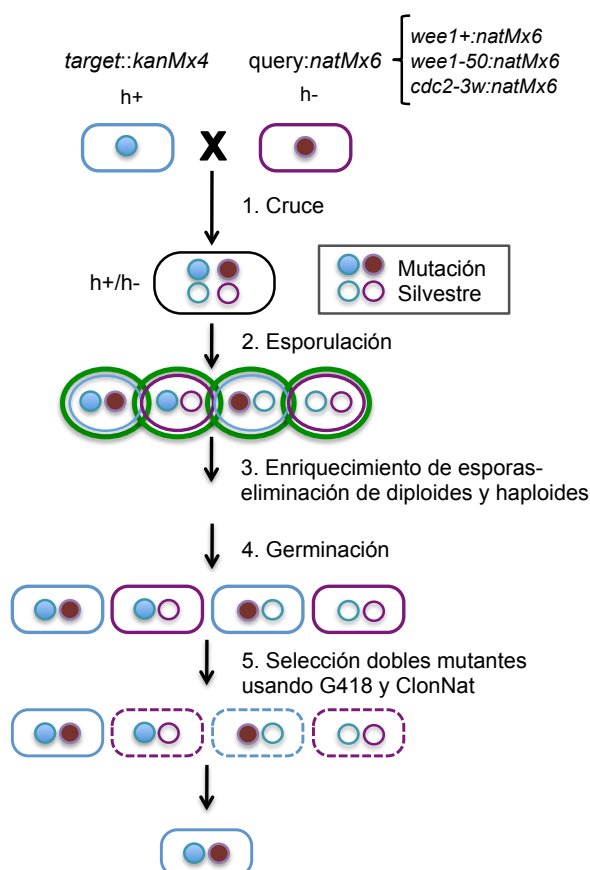 target::kanMx4
h+
X
query:natMx6
h-
wee1+:natMx6
wee1-50:natMx6
cdc2-3w:natMx6
1. Cruce
h+/h-
Mutación
Silvestre
2. Esporulación
3. Enriquecimiento de esporas-
eliminación de diploides y haploides
4. Germinación
5. Selección dobles mutantes
usando G418 y ClonNat